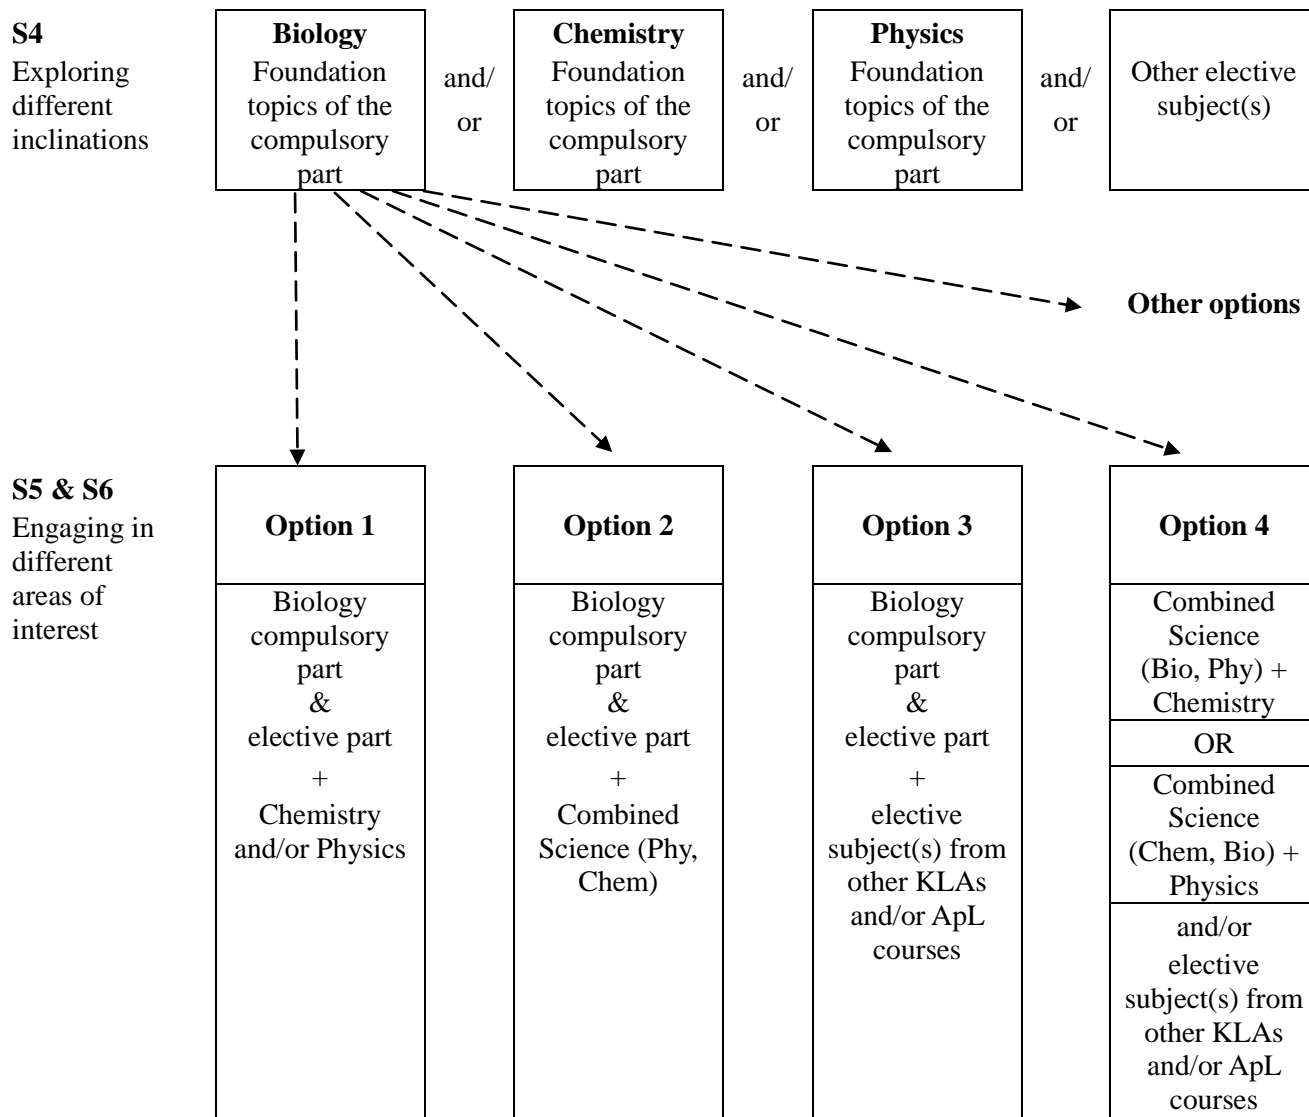 S4
Exploring
different
inclinations
Biology
Foundation
topics of the
compulsory
part
and/
or
Chemistry
Foundation
topics of the
compulsory
part
and/
or
Physics
Foundation
topics of the
compulsory
part
and/
or
Other elective
subject(s)
Other options
S5 & S6
Engaging in
different
areas of
interest
Option 1
Biology
compulsory
part
&
elective part
+
Chemistry
and/or Physics
Option 2
Biology
compulsory
part
&
elective part
+
Combined
Science (Phy,
Chem)
Option 3
Biology
compulsory
part
&
elective part
+
elective
subject(s) from
other KLAs
and/or ApL
courses
Option 4
Combined
Science
(Bio, Phy) +
Chemistry
OR
Combined
Science
(Chem, Bio) +
Physics
and/or
elective
subject(s) from
other KLAs
and/or ApL
courses